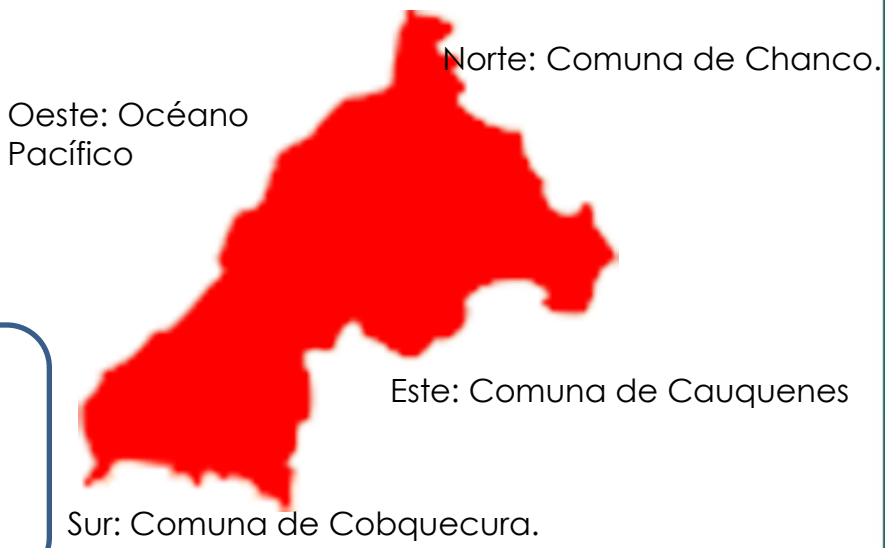 Norte: Comuna de Chanco.
Oeste: Océano
Pacífico
Este: Comuna de Cauquenes
Sur: Comuna de Cobquecura.